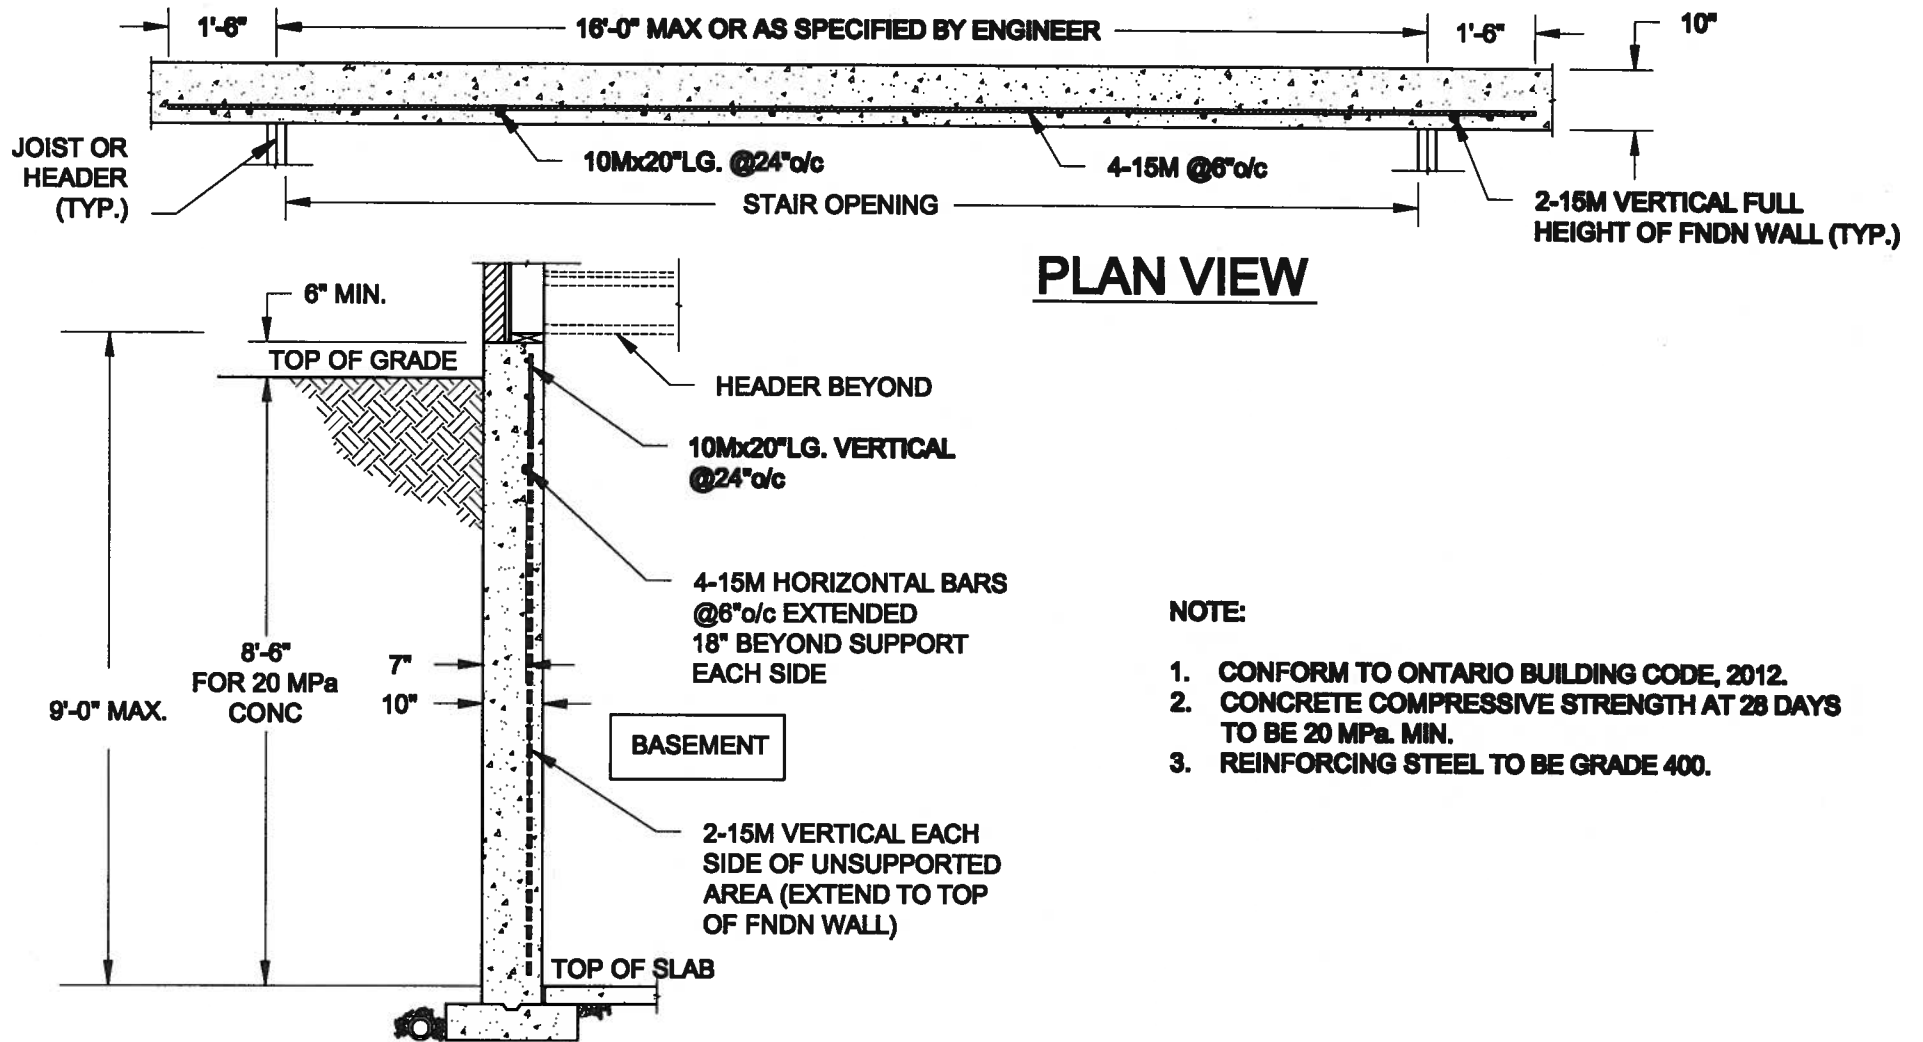 1'-6"
16'-0" MAX OR AS SPECIFIED BY ENGINEER
1'-6"
10"
JOIST OR
HEADER
(TYP.)
10Mx20"LG. @24"o/c
4-15M @6"o/c
STAIR OPENING
2-15M VERTICAL FULL
HEIGHT OF FNDN WALL (TYP.)
PLAN VIEW
6" MIN.
TOP OF GRADE
HEADER BEYOND
10Mx20"LG. VERTICAL
@24"o/c
4-15M HORIZONTAL BARS
@6"o/c EXTENDED
18" BEYOND SUPPORT
EACH SIDE
8'-6"
FOR 20 MPa
CONC
9'-0" MAX.
7"
10"
BASEMENT
2-15M VERTICAL EACH
SIDE OF UNSUPPORTED
AREA (EXTEND TO TOP
OF FNDN WALL)
TOP OF SLAB
NOTE:
1. CONFORM TO ONTARIO BUILDING CODE, 2012.
2. CONCRETE COMPRESSIVE STRENGTH AT 28 DAYS
TO BE 20 MPa. MIN.
3. REINFORCING STEEL TO BE GRADE 400.